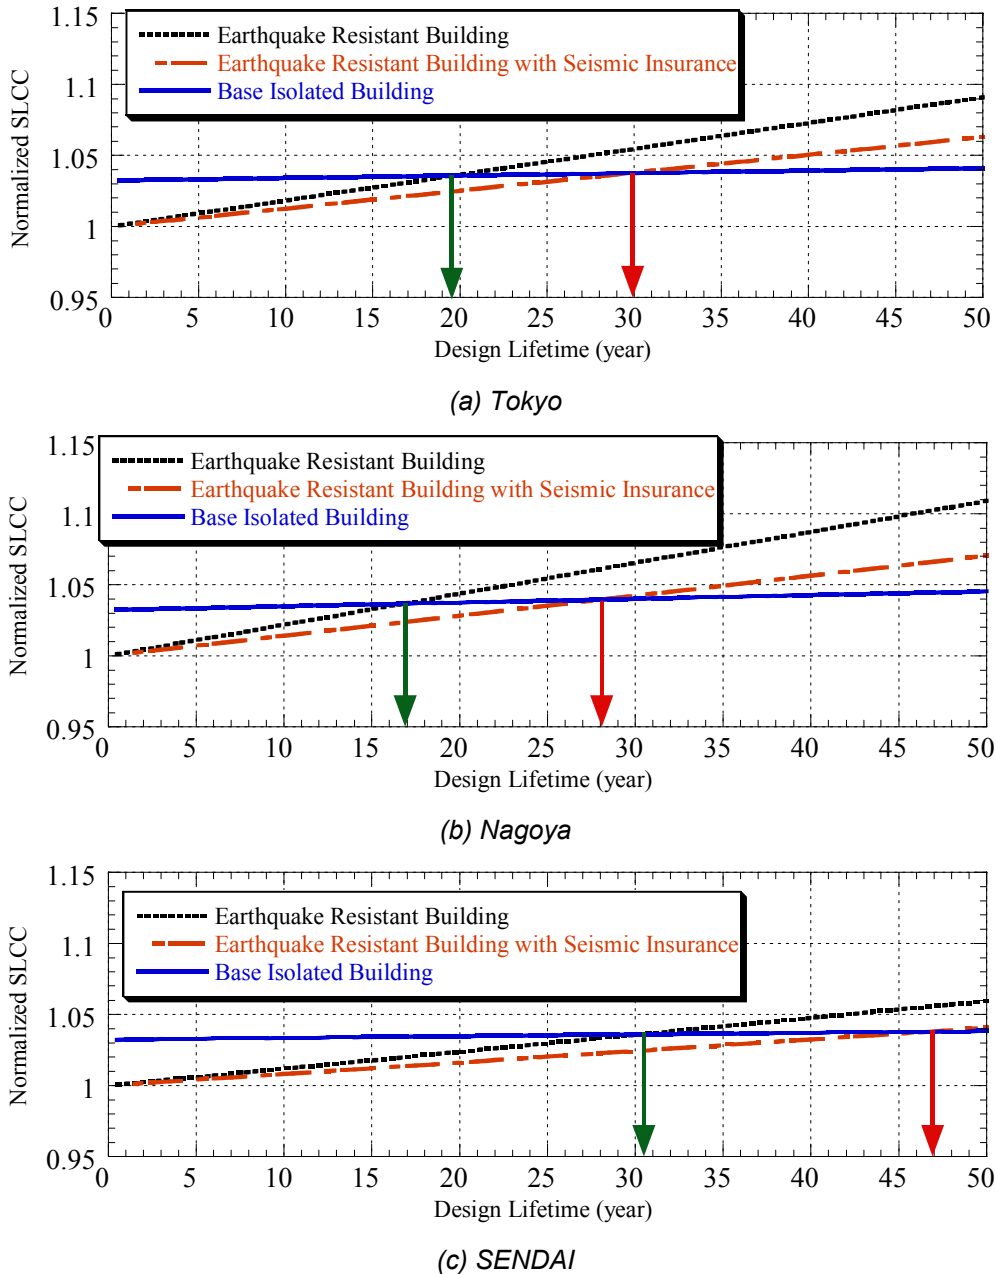 1.15
Earthquake Resistant Building
Earthquake Resistant Building with Seismic Insurance
Base Isolated Building
1.1
1.05
1
0.95
Normalized SLCC
0 5 10 15 20 25 30 35 40 45 50
Design Lifetime (year)
(a) Tokyo
1.15
Earthquake Resistant Building
Earthquake Resistant Building with Seismic Insurance
Base Isolated Building
1.1
1.05
1
0.95
Normalized SLCC
0 5 10 15 20 25 30 35 40 45 50
Design Lifetime (year)
(b) Nagoya
1.15
Earthquake Resistant Building
Earthquake Resistant Building with Seismic Insurance
Base Isolated Building
1.1
1.05
1
0.95
Normalized SLCC
0 5 10 15 20 25 30 35 40 45 50
Design Lifetime (year)
(c) SENDAI